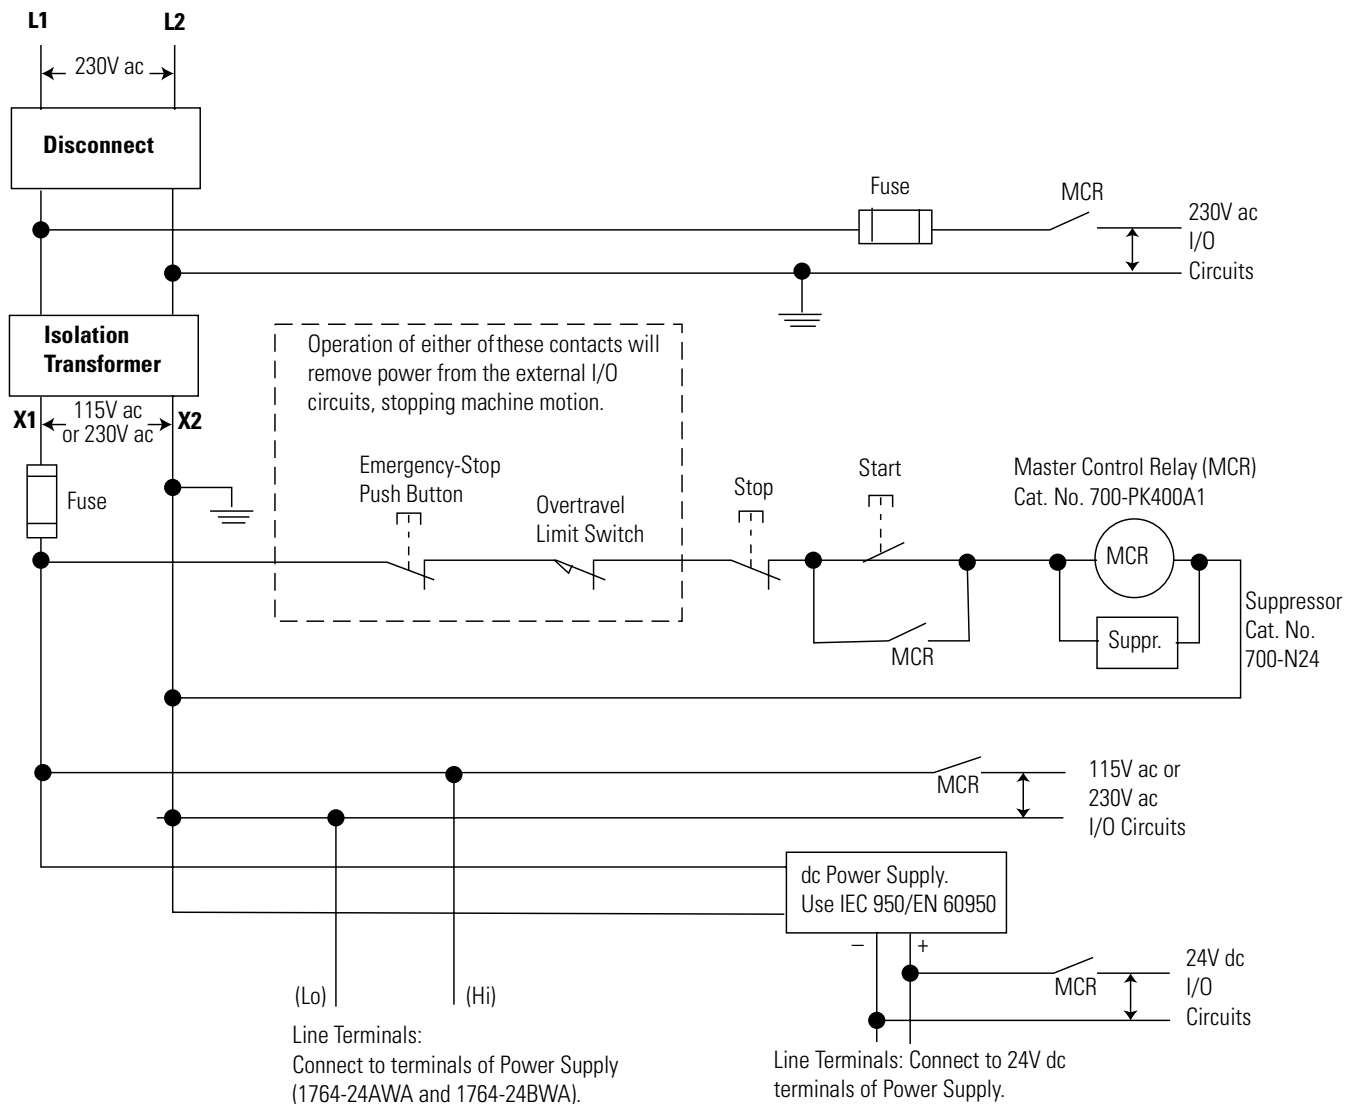 L1
L2
230V ac
Disconnect
Fuse
MCR
230V ac
I/O
Circuits
Isolation
Transformer
Operation of either of these contacts will
remove power from the external I/O
circuits, stopping machine motion.
X1
115V ac
or 230V ac
X2
Fuse
Emergency-Stop
Push Button
Overtravel
Limit Switch
Stop
Start
Master Control Relay (MCR)
Cat. No. 700-PK400A1
MCR
Suppr.
MCR
Suppressor
Cat. No.
700-N24
MCR
115V ac or
230V ac
I/O Circuits
dc Power Supply.
Use IEC 950/EN 60950
–
+
MCR
24V dc
I/O
Circuits
(Lo)
(Hi)
Line Terminals:
Connect to terminals of Power Supply
(1764-24AWA and 1764-24BWA).
Line Terminals: Connect to 24V dc
terminals of Power Supply.